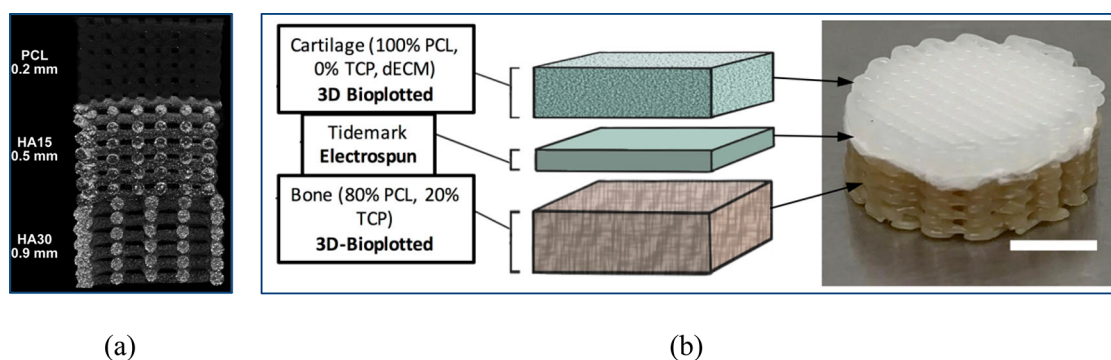 PCL
0.2 mm
HA15
0.5 mm
HA30
0.9 mm
Cartilage (100% PCL,
0% TCP, dECM)
3D Bioplotted
Tidemark
Electrospun
Bone (80% PCL, 20%
TCP)
3D-Bioplotted
(a)
(b)